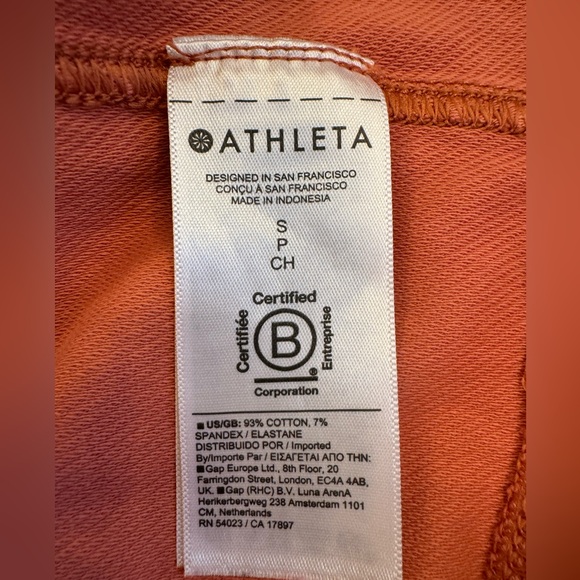 ATHLETA
DESIGNED IN SAN FRANCISCO
CONÇU À SAN FRANCISCO
MADE IN INDONESIA
S
P
CH
Certified
Certifiée
B
Entreprise
®
Corporation
US/GB: 93% COTTON, 7%
SPANDEX / ELASTANE
DISTRIBUIDO POR / Imported
By/Importe Par / ΕΙΣΑΓΕΤΑΙ ΑΠΟ ΤΗΝ:
Gap Europe Ltd., 8th Floor, 20
Farringdon Street, London, EC4A 4AB,
UK. Gap (RHC) B.V. Luna ArenA
Herikerbergweg 238 Amsterdam 1101
CM, Netherlands
RN 54023 / CA 17897